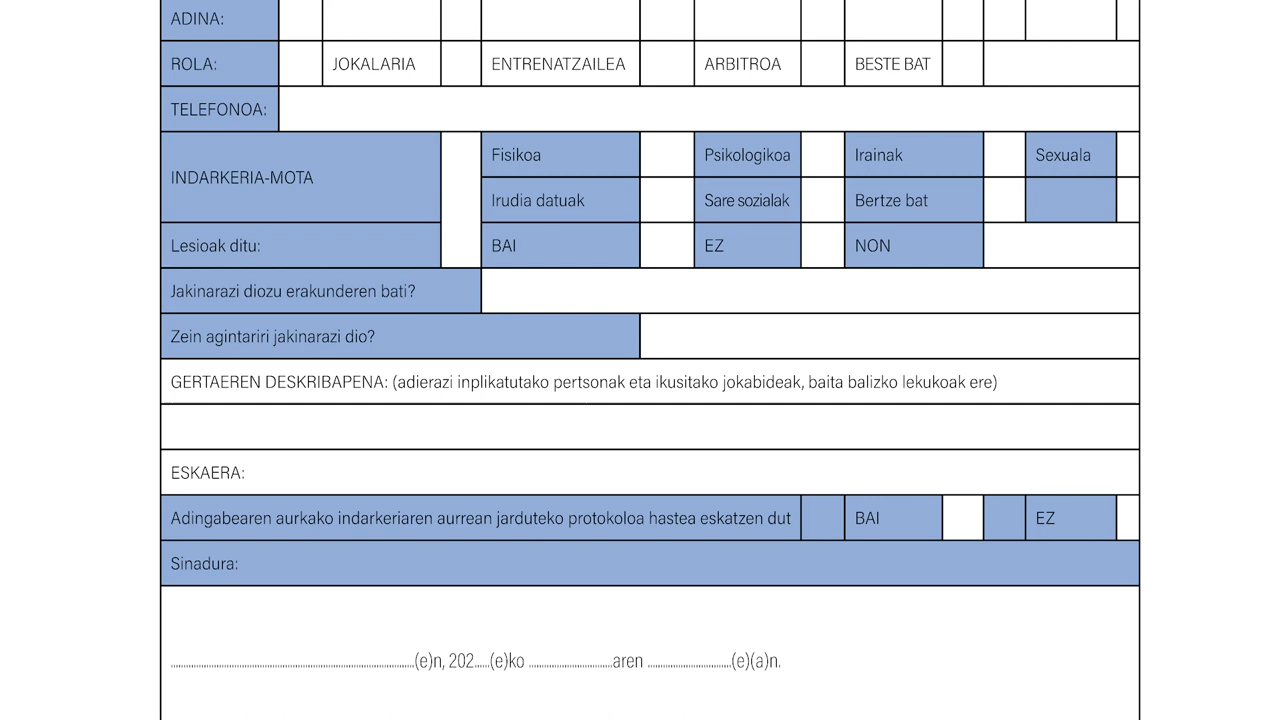 ADINA:
ROLA: JOKALARIA ENTRENATZAILEA ARBITROA BESTE BAT
TELEFONOA:
INDARKERIA-MOTA Fisikoa Psikologikoa Irainak Sexuala
Irudia datuak Sare sozialak Bertze bat
Lesioak ditu: BAI EZ NON
Jakinarazi diozu erakunderen bati?
Zein agintariri jakinarazi dio?
GERTAEREN DESKRIBAPENA: (adierazi inplikatutako pertsonak eta ikusitako jokabideak, baita balizko lekukoak ere)
ESKAERA:
Adingabearen aurkako indarkeriaren aurrean jarduteko protokoloa hastea eskatzen dut BAI EZ
Sinadura:
................................................................................(e)n, 202.....(e)ko ............................aren ............................(e)(a)n.